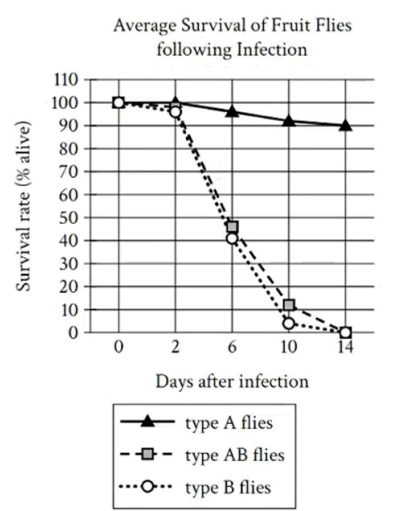 Average Survival of Fruit Flies
following Infection
Survival rate (% alive)
110
100
90
80
70
60
50
40
30
20
10
0
0 2 6 10 14
Days after infection
type A flies
type AB flies
type B flies